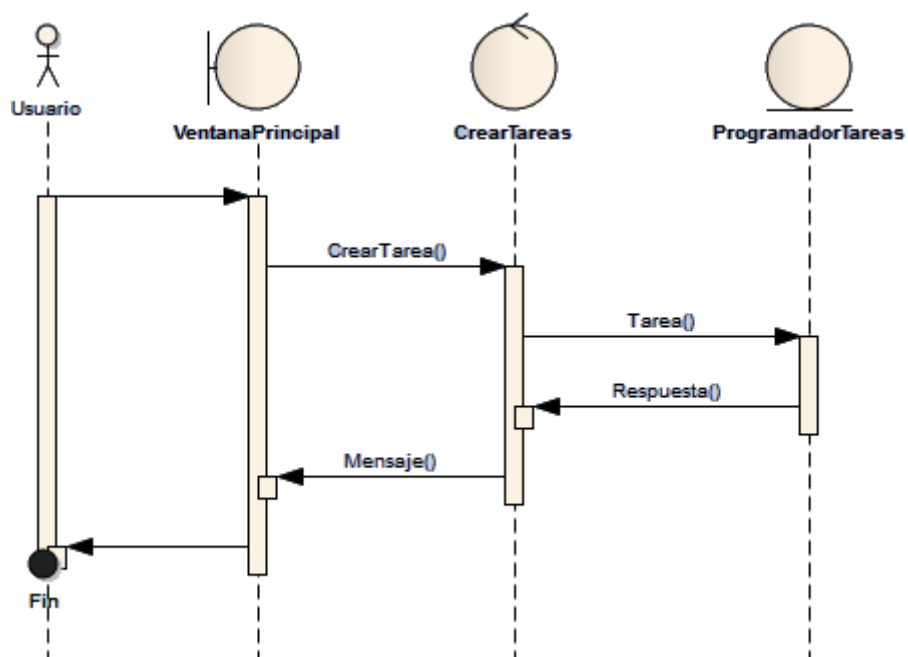 Usuario
VentanaPrincipal
CrearTareas
ProgramadorTareas
CrearTarea()
Tarea()
Respuesta()
Mensaje()
Fin